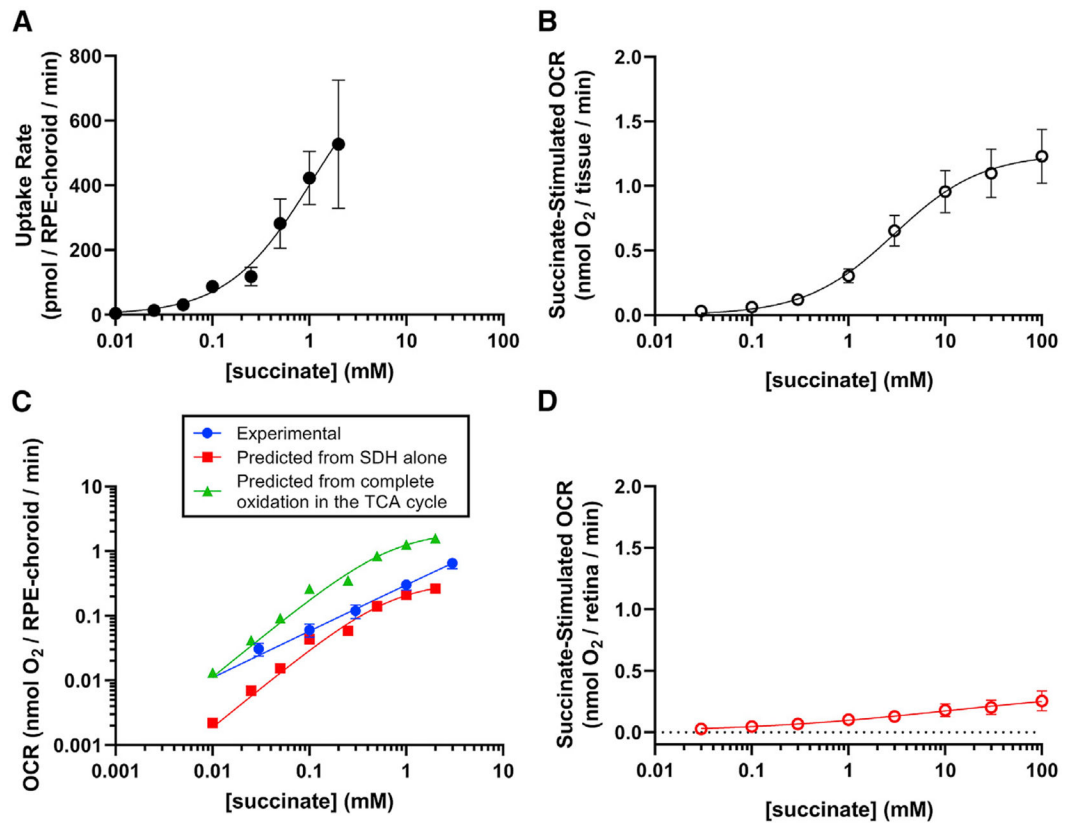 A
Uptake Rate
(pmol / RPE-choroid / min)
800
600
400
200
0
0.01
0.1
1
10
100
[succinate] (mM)
B
Succinate-Stimulated OCR
(nmol O₂ / tissue / min)
2.0
1.5
1.0
0.5
0.0
0.01
0.1
1
10
100
[succinate] (mM)
C
Experimental
Predicted from SDH alone
Predicted from complete
oxidation in the TCA cycle
OCR (nmol O₂ / RPE-choroid / min)
10
1
0.1
0.01
0.001
0.001
0.01
0.1
1
10
[succinate] (mM)
D
Succinate-Stimulated OCR
(nmol O₂ / retina / min)
2.0
1.5
1.0
0.5
0.0
0.01
0.1
1
10
100
[succinate] (mM)